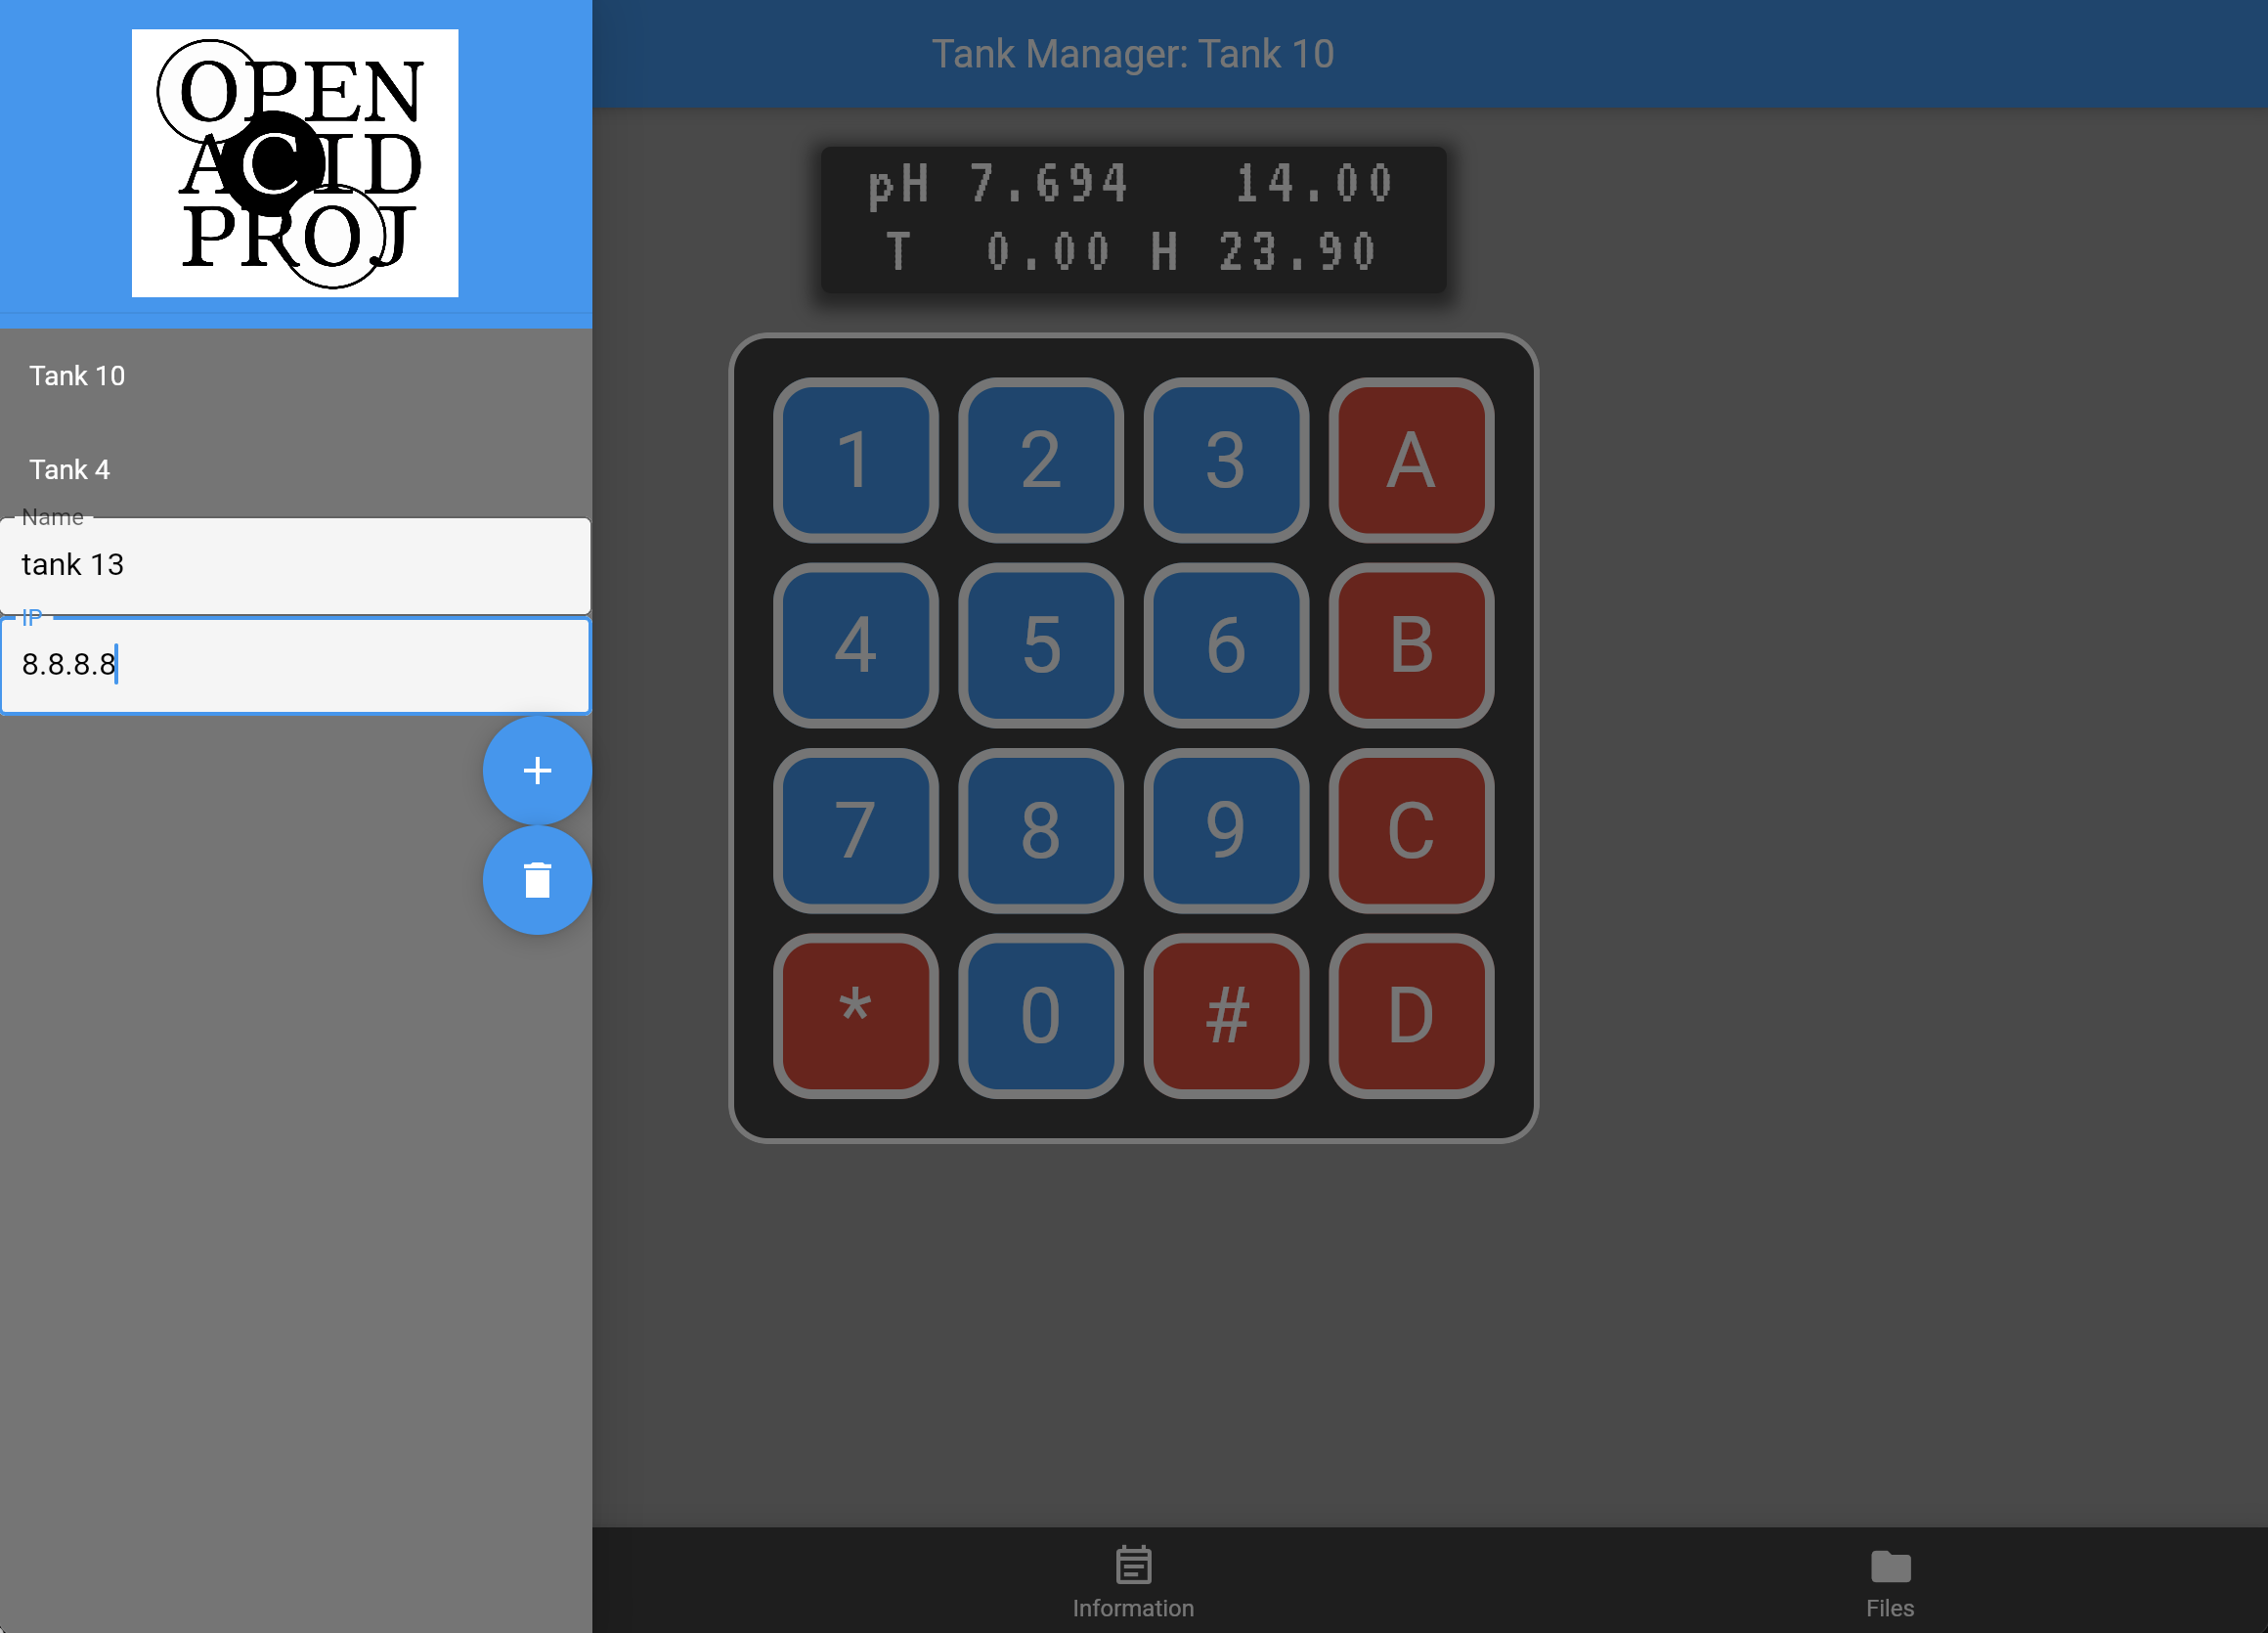 OPEN
ACID
PROJ
Tank 10
Tank 4
Name
tank 13
IP
8.8.8.8
+
Tank Manager: Tank 10
pH 7.694 14.00
T 0.00 H 23.90
1 2 3 A
4 5 6 B
7 8 9 C
* 0 # D
Information
Files